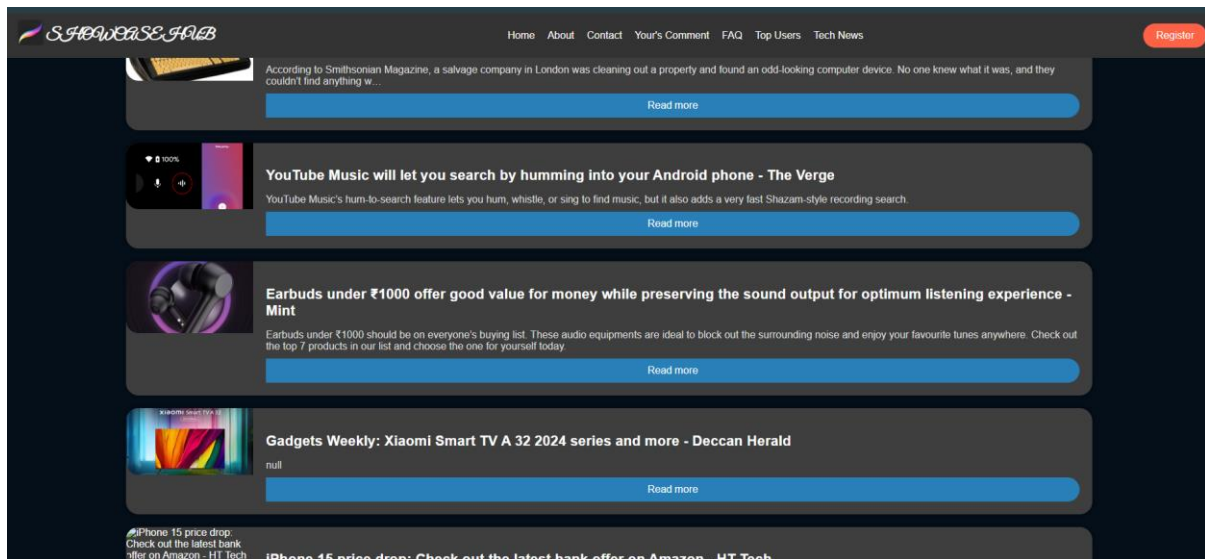 SHOWCASEHUB
Home About Contact Your's Comment FAQ Top Users Tech News
Register
According to Smithsonian Magazine, a salvage company in London was cleaning out a property and found an odd-looking computer device. No one knew what it was, and they
couldn't find anything w…
Read more
100%
YouTube Music will let you search by humming into your Android phone - The Verge
YouTube Music's hum-to-search feature lets you hum, whistle, or sing to find music, but it also adds a very fast Shazam-style recording search.
Read more
Earbuds under ₹1000 offer good value for money while preserving the sound output for optimum listening experience -
Mint
Earbuds under ₹1000 should be on everyone's buying list. These audio equipments are ideal to block out the surrounding noise and enjoy your favourite tunes anywhere. Check out
the top 7 products in our list and choose the one for yourself today.
Read more
xiaomi Smart TV A 32
Gadgets Weekly: Xiaomi Smart TV A 32 2024 series and more - Deccan Herald
null
Read more
iPhone 15 price drop:
Check out the latest bank
offer on Amazon - HT Tech
iPhone 15 price drop: Check out the latest bank offer on Amazon - HT Tech